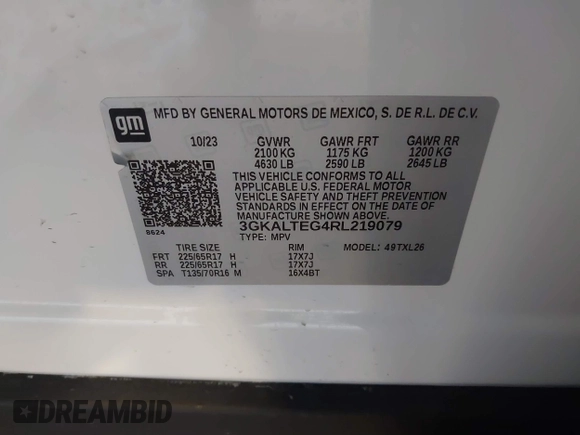 gm
MFD BY GENERAL MOTORS DE MEXICO, S. DE R.L. DE C.V.
10/23 GVWR GAWR FRT GAWR RR
2100 KG 1175 KG 1200 KG
4630 LB 2590 LB 2645 LB
THIS VEHICLE CONFORMS TO ALL
APPLICABLE U.S. FEDERAL MOTOR
VEHICLE SAFETY AND THEFT PREVENTION
STANDARDS IN EFFECT ON THE DATE
OF MANUFACTURE SHOWN ABOVE.
3GKALTEG4RL219079
8624
TYPE: MPV MODEL: 49TXL26
TIRE SIZE RIM
FRT 225/65R17 H 17X7J
RR 225/65R17 H 17X7J
SPA T135/70R16 M 16X4BT
DREAMBID